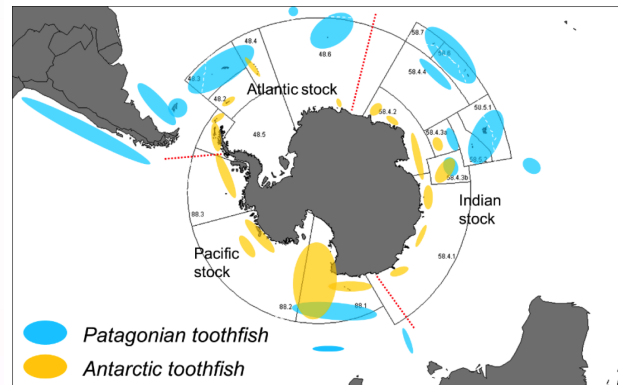 48.4
48.6
58.7
58.6
48.3
58.4.4
Atlantic stock
48.2
58.4.2
58.5.1
48.5
58.4.3a
58.5.2
58.4.3b
Indian
stock
88.3
Pacific
stock
58.4.1
88.2
88.1
Patagonian toothfish
Antarctic toothfish